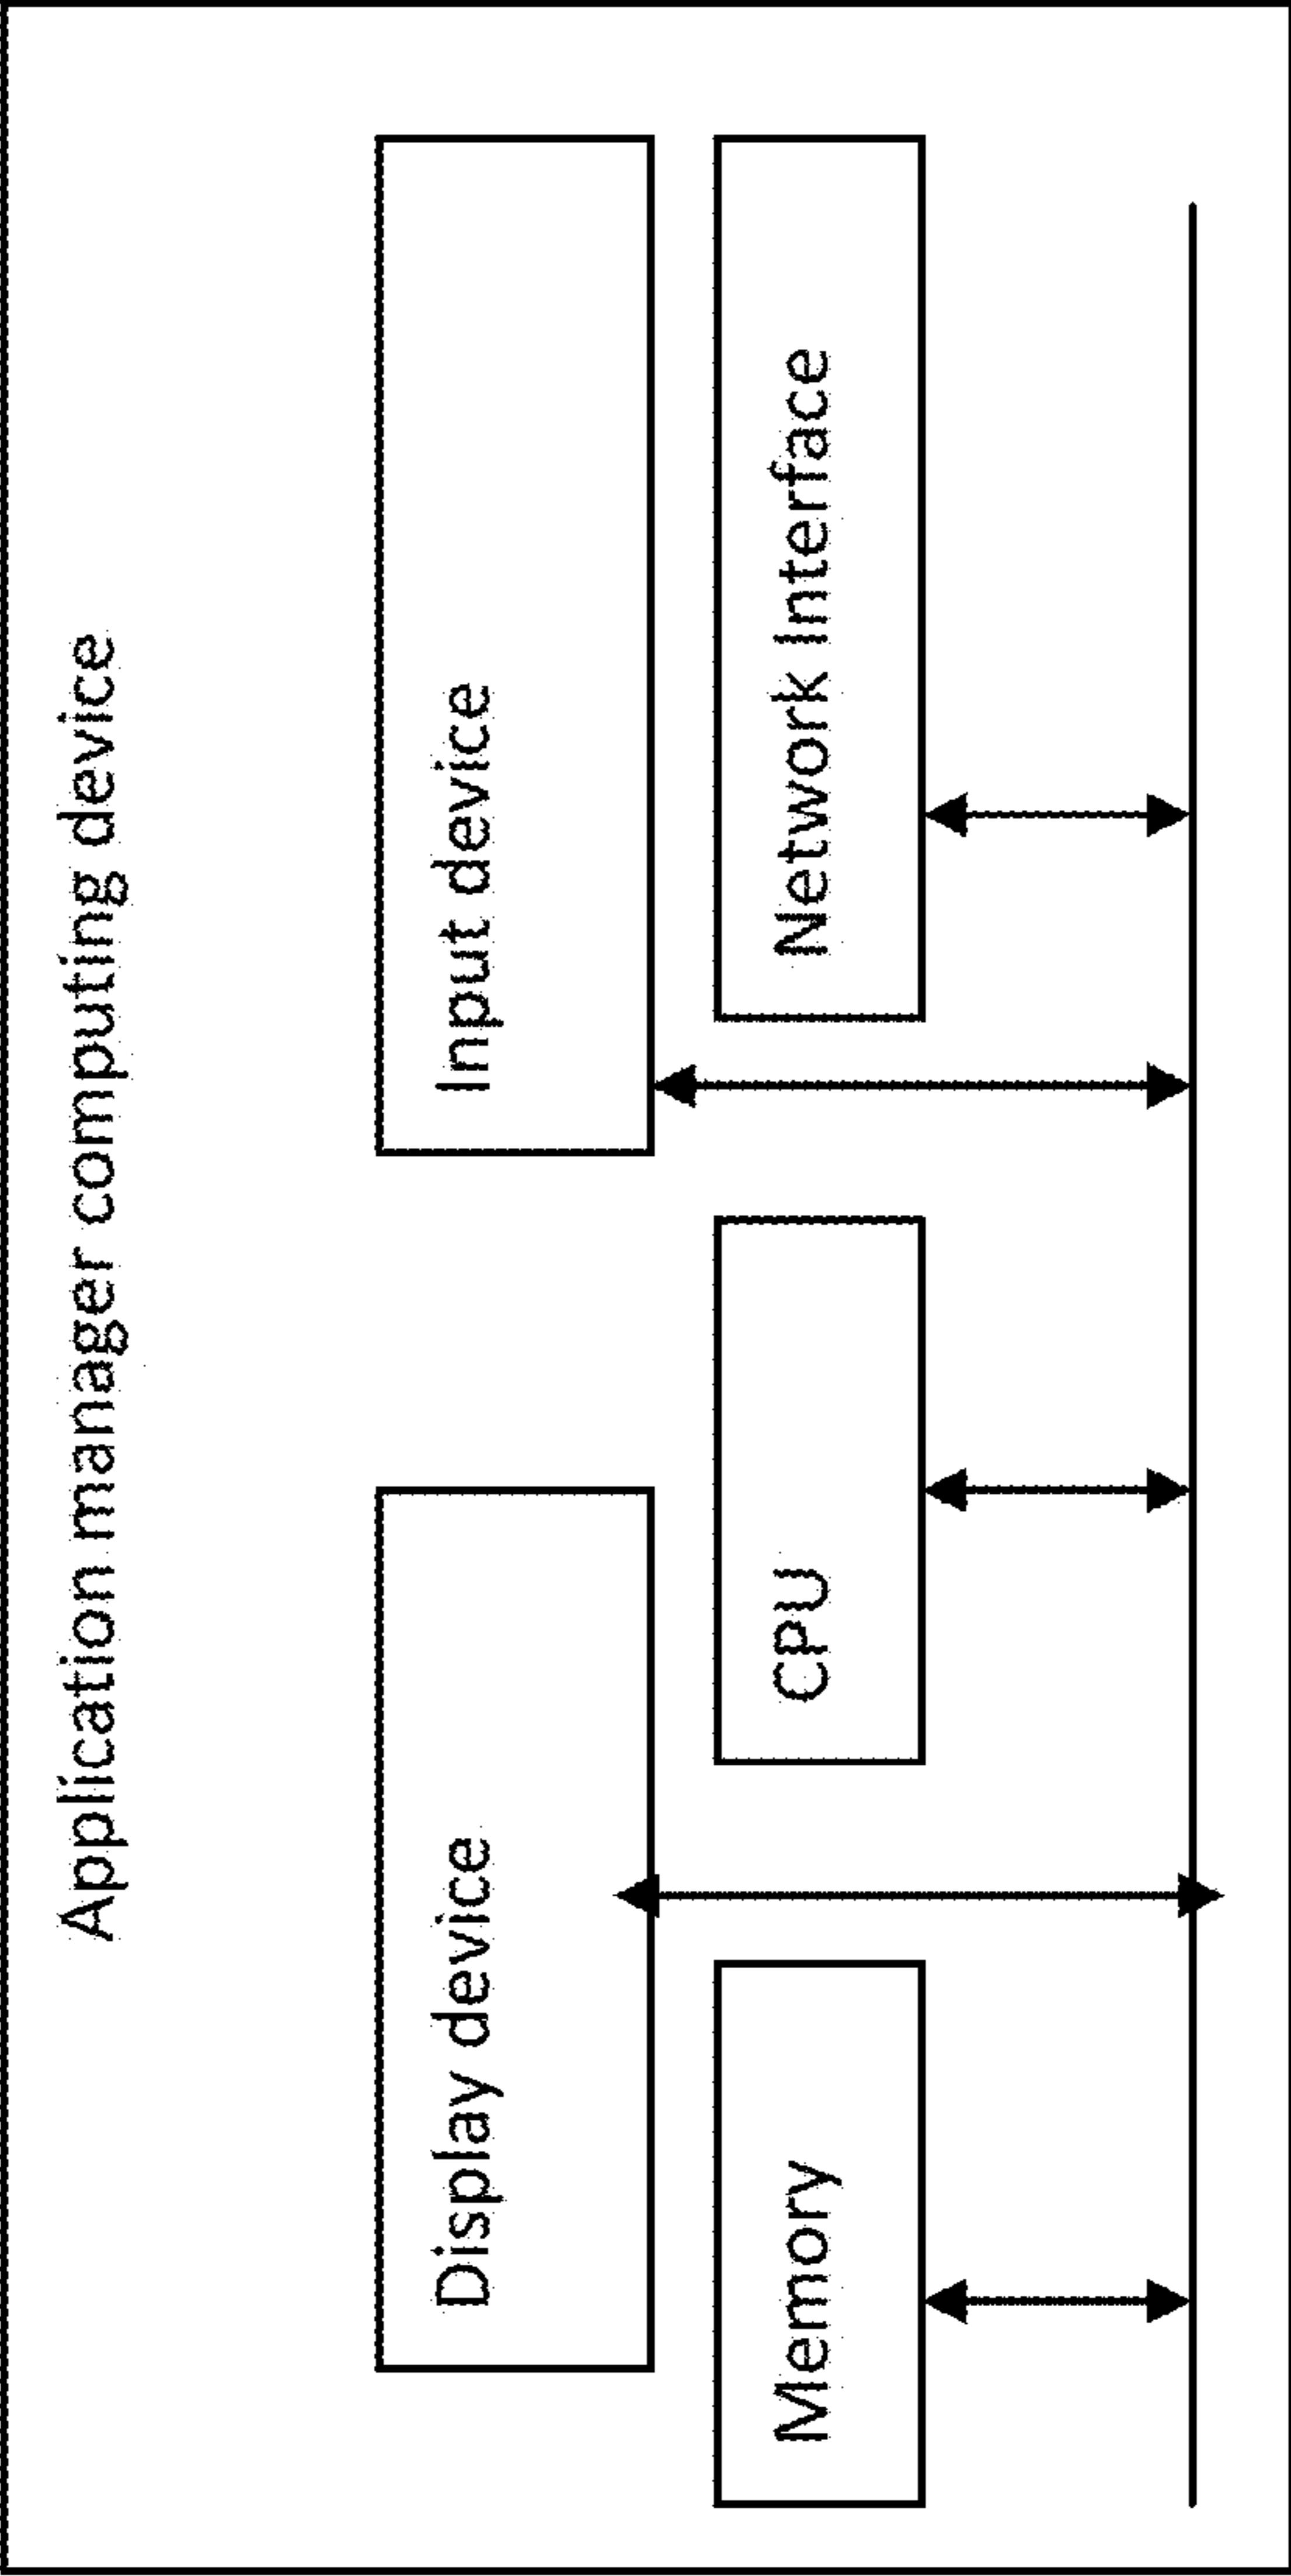 Application manager computing device
Display device
Input device
Memory
CPU
Network Interface